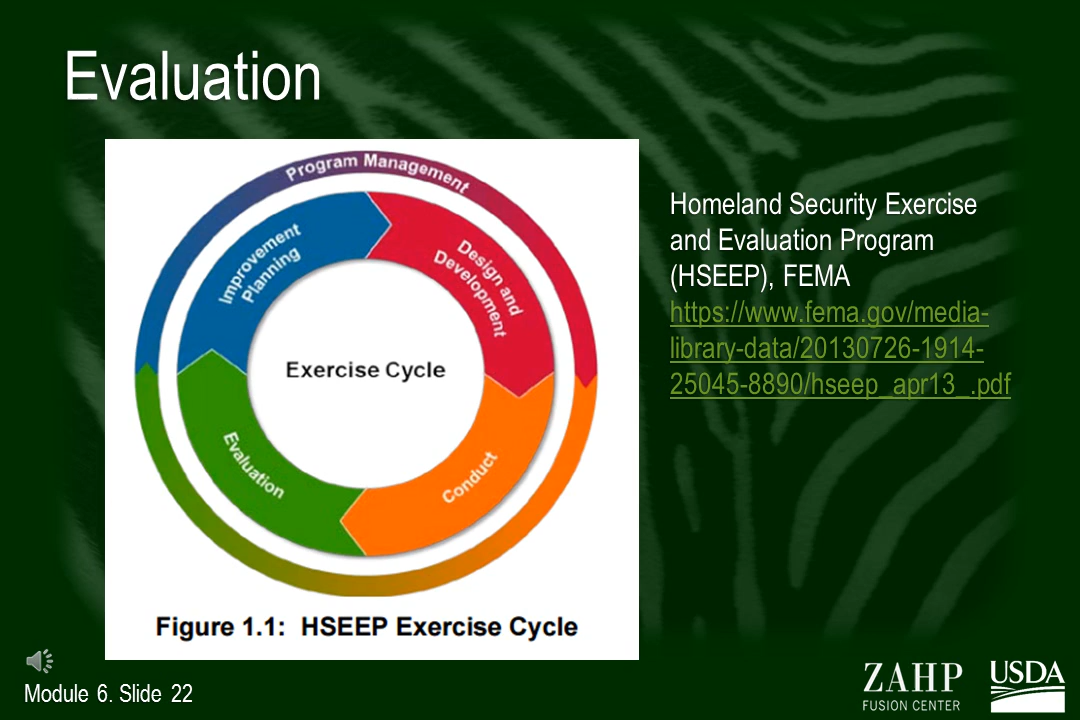 Evaluation
Program Management
Improvement
Planning
Design and
Development
Exercise Cycle
Evaluation
Conduct
Figure 1.1: HSEEP Exercise Cycle
Homeland Security Exercise
and Evaluation Program
(HSEEP), FEMA
https://www.fema.gov/media-
library-data/20130726-1914-
25045-8890/hseep_apr13_.pdf
Module 6. Slide 22
ZAHP
FUSION CENTER
USDA